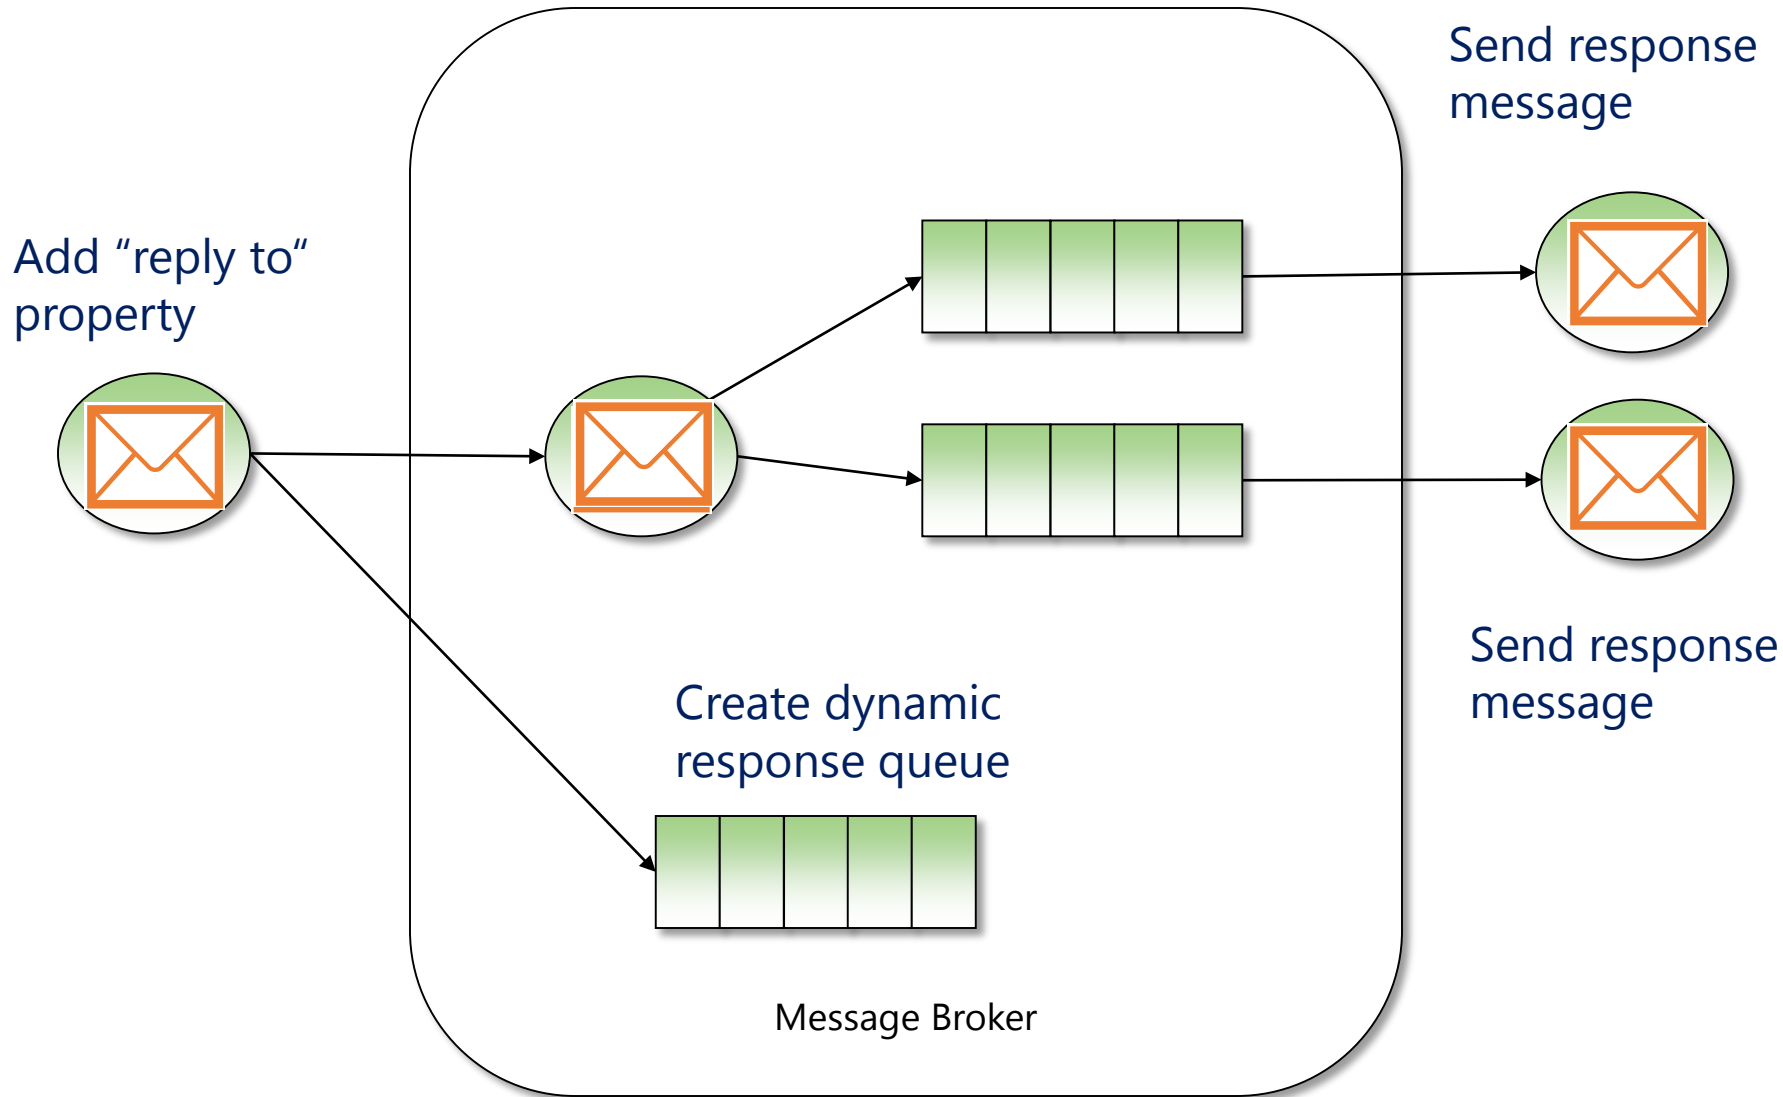 Send response
message
Add “reply to“
property
Send response
message
Create dynamic
response queue
Message Broker